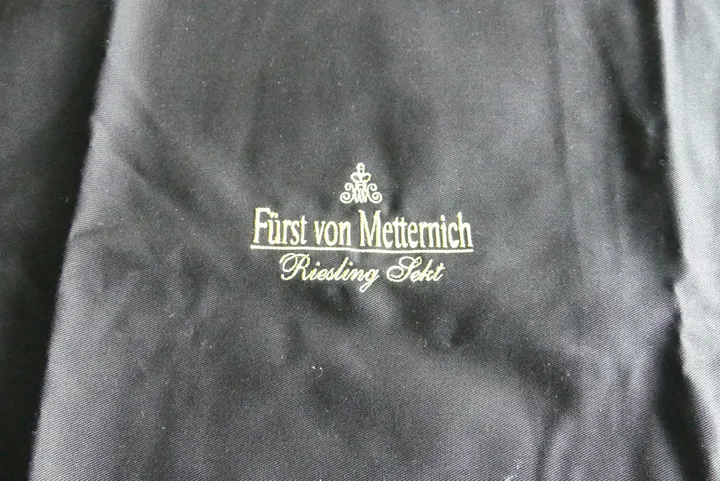 Fürst von Metternich
Riesling Sekt